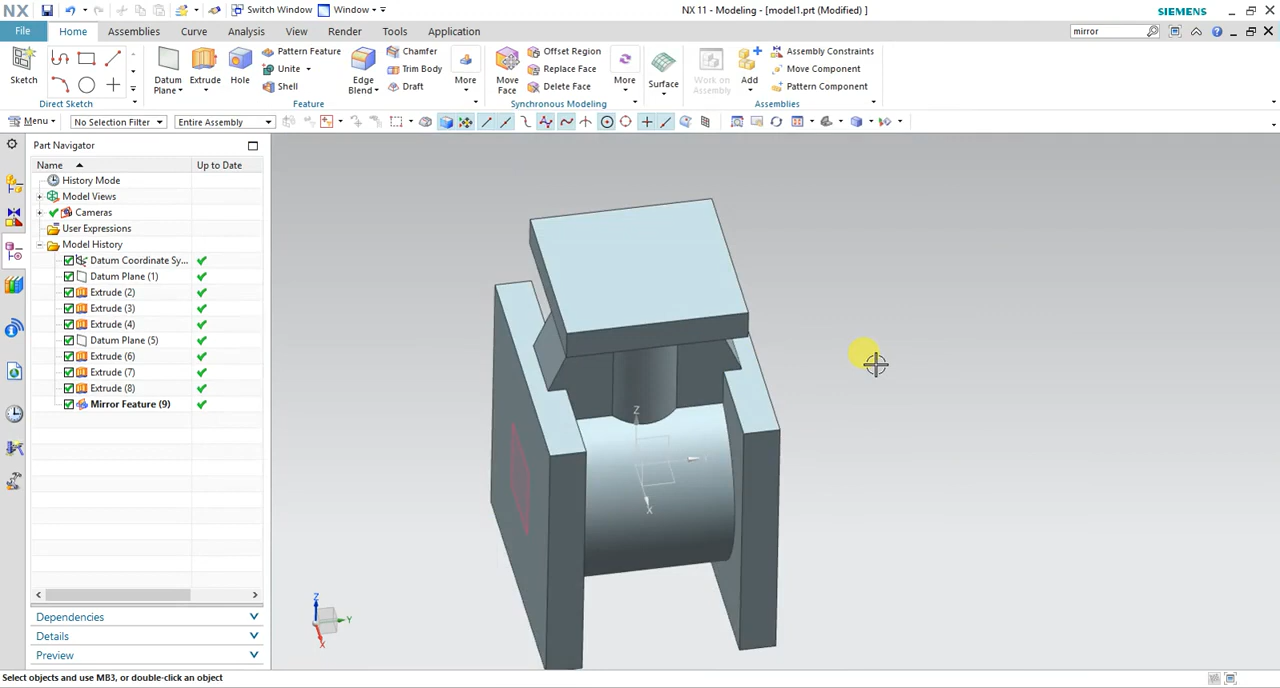 NX
Switch Window
Window
NX 11 - Modeling - [model1.prt (Modified) ]
SIEMENS
File
Home
Assemblies
Curve
Analysis
View
Render
Tools
Application
mirror
Sketch
Direct Sketch
Datum
Plane
Extrude
Hole
Pattern Feature
Unite
Shell
Edge
Blend
Chamfer
Trim Body
Draft
More
Feature
Move
Face
Offset Region
Replace Face
Delete Face
More
Synchronous Modeling
Surface
Work on
Assembly
Add
Assembly Constraints
Move Component
Pattern Component
Assemblies
Menu
No Selection Filter
Entire Assembly
Part Navigator
Name
Up to Date
History Mode
Model Views
Cameras
User Expressions
Model History
Datum Coordinate Sy...
Datum Plane (1)
Extrude (2)
Extrude (3)
Extrude (4)
Datum Plane (5)
Extrude (6)
Extrude (7)
Extrude (8)
Mirror Feature (9)
Dependencies
Details
Preview
Z
X
Z
Y
X
Select objects and use MB3, or double-click an object